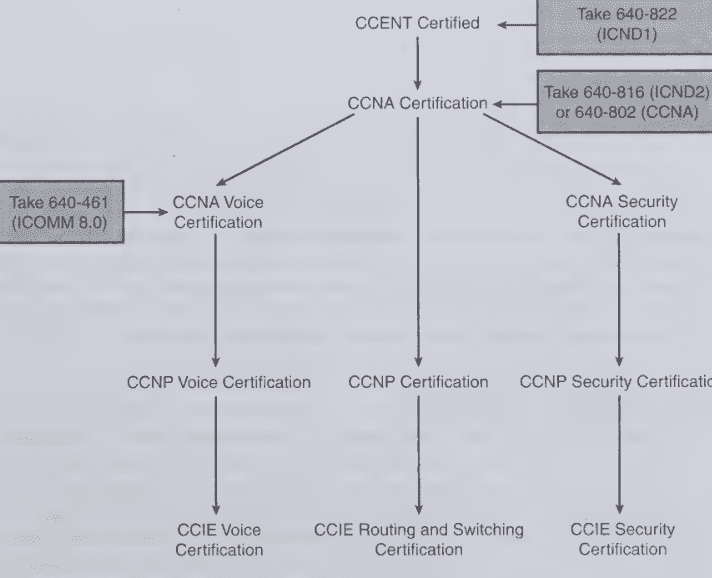 Take 640-822
(ICND1)
CCENT Certified
CCNA Certification
Take 640-816 (ICND2)
or 640-802 (CCNA)
Take 640-461
(ICOMM 8.0)
CCNA Voice
Certification
CCNA Security
Certification
CCNP Voice Certification
CCNP Certification
CCNP Security Certificatio
CCIE Voice
Certification
CCIE Routing and Switching
Certification
CCIE Security
Certification